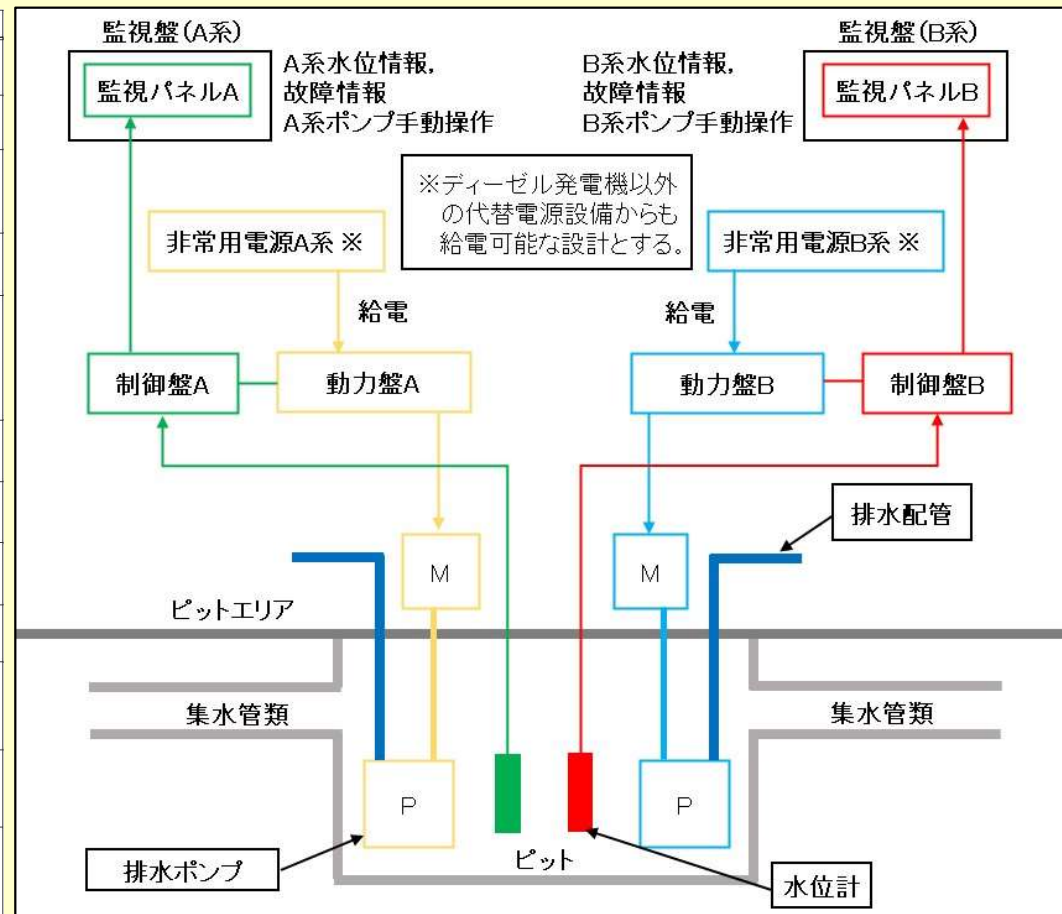 監視盤(A系)
監視パネルA
A系水位情報,
故障情報
A系ポンプ手動操作
B系水位情報,
故障情報
B系ポンプ手動操作
監視盤(B系)
監視パネルB
※ディーゼル発電機以外
の代替電源設備からも
給電可能な設計とする。
非常用電源A系 ※
非常用電源B系 ※
給電
給電
制御盤A
動力盤A
動力盤B
制御盤B
排水配管
M
M
ピットエリア
集水管類
集水管類
P
P
排水ポンプ
ピット
水位計